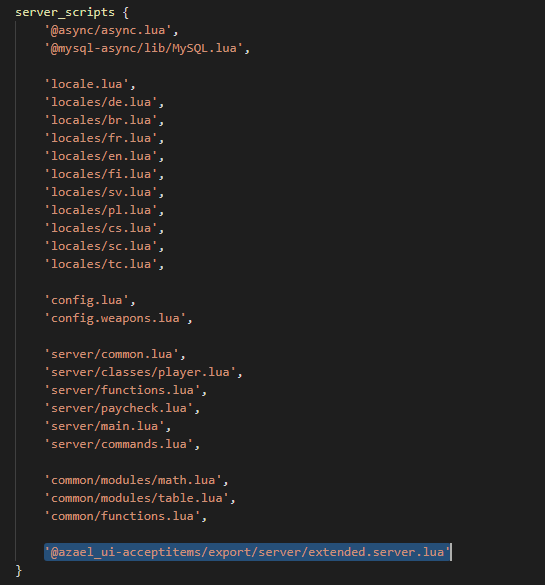 server_scripts {
'@async/async.lua',
'@mysql-async/lib/MySQL.lua',
'locale.lua',
'locales/de.lua',
'locales/br.lua',
'locales/fr.lua',
'locales/en.lua',
'locales/fi.lua',
'locales/sv.lua',
'locales/pl.lua',
'locales/cs.lua',
'locales/sc.lua',
'locales/tc.lua',
'config.lua',
'config.weapons.lua',
'server/common.lua',
'server/classes/player.lua',
'server/functions.lua',
'server/paycheck.lua',
'server/main.lua',
'server/commands.lua',
'common/modules/math.lua',
'common/modules/table.lua',
'common/functions.lua',
'@azael_ui-acceptitems/export/server/extended.server.lua'
}